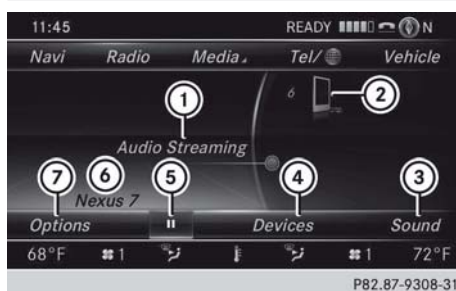 11:45 READY N
Navi Radio Media Tel/ Vehicle
1 6 2
Audio Streaming
7 6 5 4 3
Nexus 7
Options Devices Sound
68°F 1 1 72°F
P82.87-9308-31